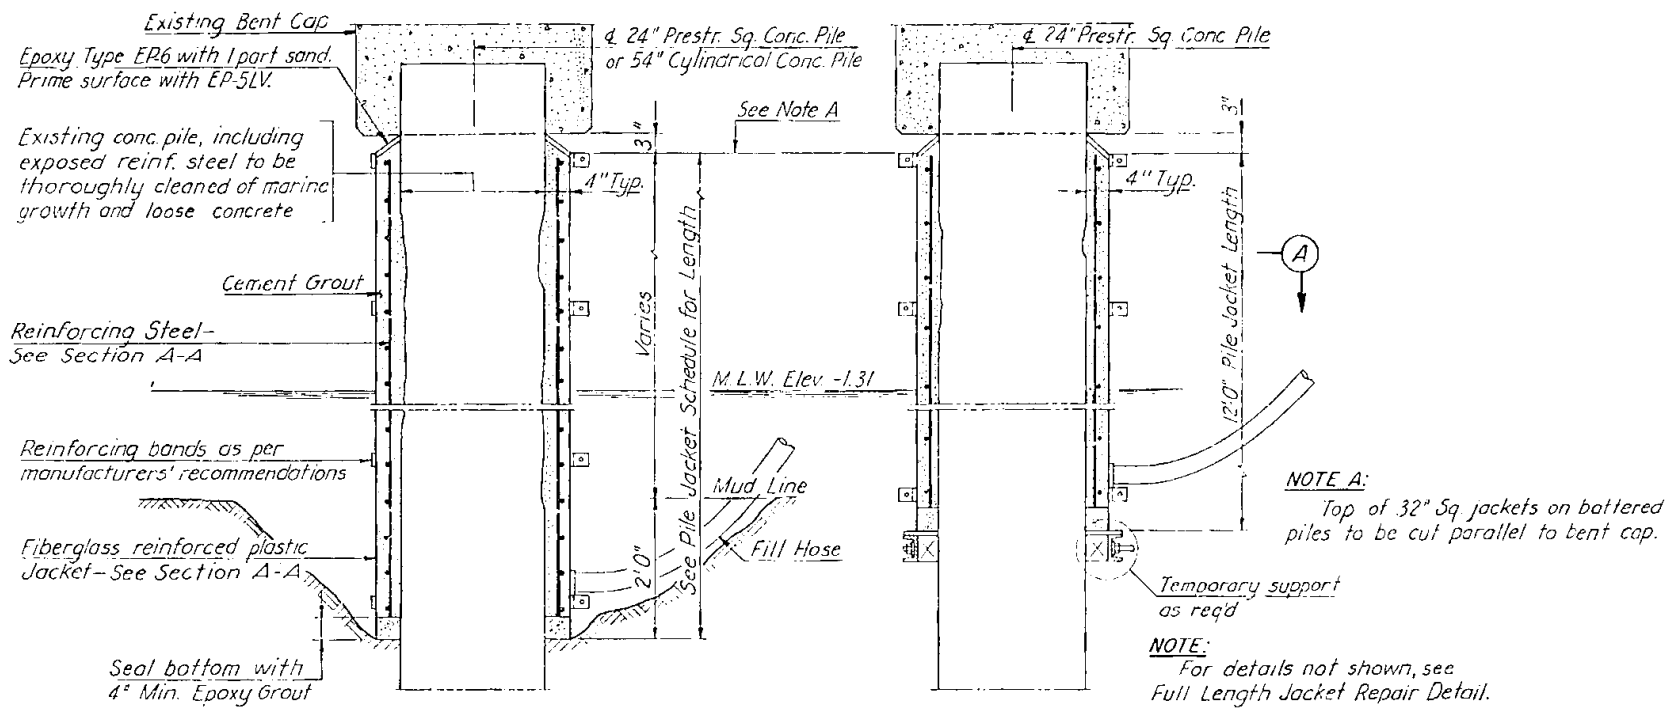 Existing Bent Cap
Epoxy Type EP-6 with 1 part sand.
Prime surface with EP-5LV.
Existing conc. pile, including
exposed reinf. steel to be
thoroughly cleaned of marine
growth and loose concrete
Cement Grout
Reinforcing Steel-
See Section A-A
Reinforcing bands as per
manufacturers' recommendations
Fiberglass reinforced plastic
Jacket-See Section A-A
Seal bottom with
4" Min. Epoxy Grout
℄ 24" Prestr. Sq. Conc. Pile
or 54" Cylindrical Conc. Pile
See Note A
3"
4" Typ.
Varies
See Pile Jacket Schedule for Length
M.L.W. Elev. -1.31
Mud Line
Fill Hose
2'0"
℄ 24" Prestr. Sq. Conc Pile
3"
4" Typ.
12'0" Pile Jacket Length
A
NOTE A:
Top of 32" Sq. jackets on battered
piles to be cut parallel to bent cap.
Temporary support
as req'd
NOTE:
For details not shown, see
Full Length Jacket Repair Detail.